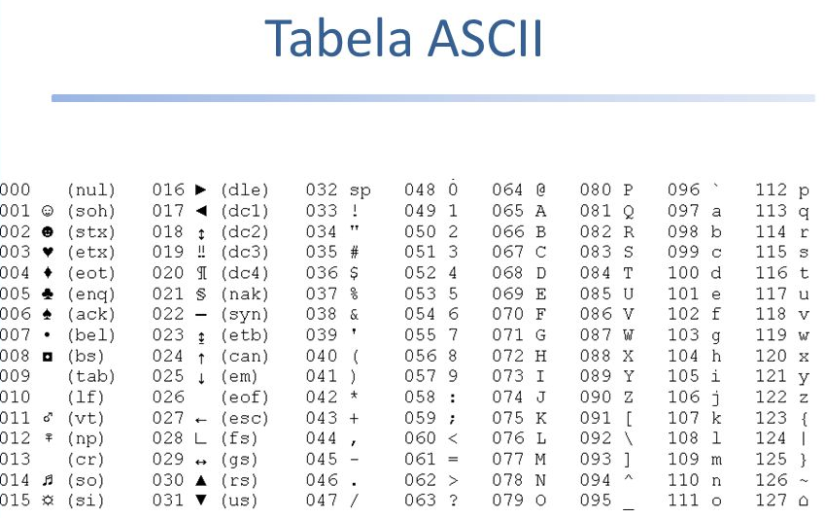 Tabela ASCII
000 (nul) 016 ► (dle) 032 sp 048 0 064 @ 080 P 096 ` 112 p
001 ☺ (soh) 017 ◄ (dc1) 033 ! 049 1 065 A 081 Q 097 a 113 q
002 ☻ (stx) 018 ↕ (dc2) 034 " 050 2 066 B 082 R 098 b 114 r
003 ♥ (etx) 019 ‼ (dc3) 035 # 051 3 067 C 083 S 099 c 115 s
004 ♦ (eot) 020 ¶ (dc4) 036 $ 052 4 068 D 084 T 100 d 116 t
005 ♣ (enq) 021 § (nak) 037 % 053 5 069 E 085 U 101 e 117 u
006 ♠ (ack) 022 ▬ (syn) 038 & 054 6 070 F 086 V 102 f 118 v
007 • (bel) 023 ↨ (etb) 039 ' 055 7 071 G 087 W 103 g 119 w
008 ◘ (bs) 024 ↑ (can) 040 ( 056 8 072 H 088 X 104 h 120 x
009 (tab) 025 ↓ (em) 041 ) 057 9 073 I 089 Y 105 i 121 y
010 (lf) 026 (eof) 042 * 058 : 074 J 090 Z 106 j 122 z
011 ♂ (vt) 027 ← (esc) 043 + 059 ; 075 K 091 [ 107 k 123 {
012 ♀ (np) 028 ∟ (fs) 044 , 060 < 076 L 092 \ 108 l 124 |
013 (cr) 029 ↔ (gs) 045 - 061 = 077 M 093 ] 109 m 125 }
014 ♫ (so) 030 ▲ (rs) 046 . 062 > 078 N 094 ^ 110 n 126 ~
015 ☼ (si) 031 ▼ (us) 047 / 063 ? 079 O 095 _ 111 o 127 ⌂